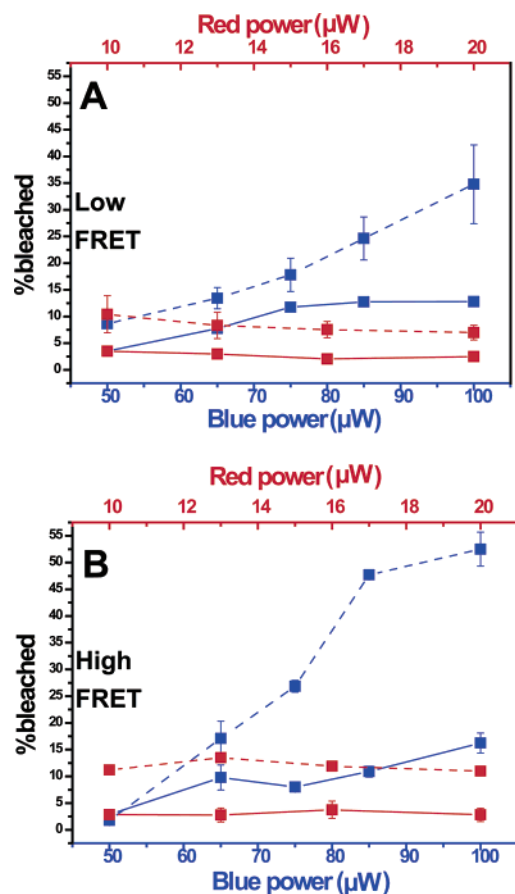 Red power (µW)
10 12 14 16 18 20
A
55
50
45
40
35
30
25
20
15
10
5
0
%bleached
Low
FRET
50 60 70 80 90 100
Blue power(µW)
Red power(µW)
10 12 14 16 18 20
B
55
50
45
40
35
30
25
20
15
10
5
0
%bleached
High
FRET
50 60 70 80 90 100
Blue power (µW)